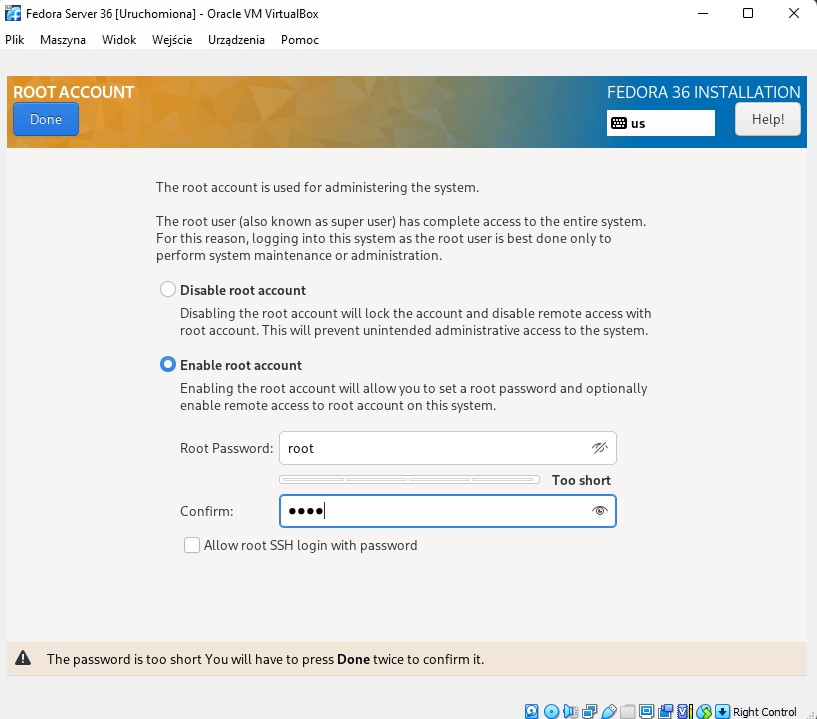 Fedora Server 36 [Uruchomiona] - Oracle VM VirtualBox
Plik Maszyna Widok Wejście Urządzenia Pomoc
ROOT ACCOUNT
FEDORA 36 INSTALLATION
Done
us
Help!
The root account is used for administering the system.
The root user (also known as super user) has complete access to the entire system.
For this reason, logging into this system as the root user is best done only to
perform system maintenance or administration.
Disable root account
Disabling the root account will lock the account and disable remote access with
root account. This will prevent unintended administrative access to the system.
Enable root account
Enabling the root account will allow you to set a root password and optionally
enable remote access to root account on this system.
Root Password: root
Too short
Confirm: ••••
Allow root SSH login with password
The password is too short You will have to press Done twice to confirm it.
Right Control